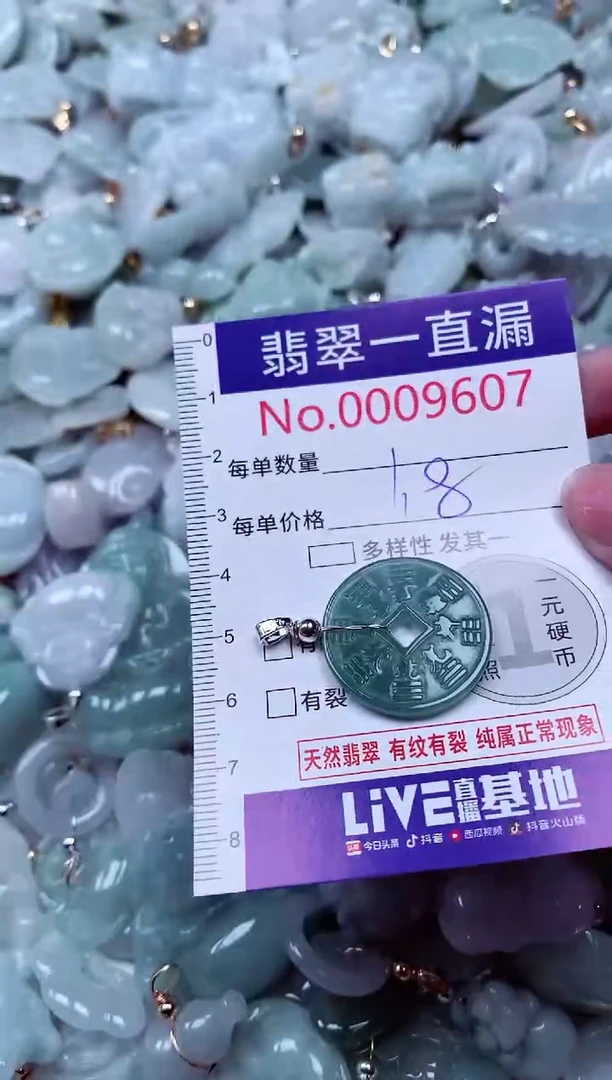 翡翠一直漏
No.0009607
0
1
2
3
4
5
6
7
8
每单数量
1,8
每单价格
多样性 发其一
一元硬币
1
有
照
有裂
天然翡翠 有纹有裂 纯属正常现象
LiVE直播基地
头条 今日头条 抖音 西瓜视频 抖音火山版